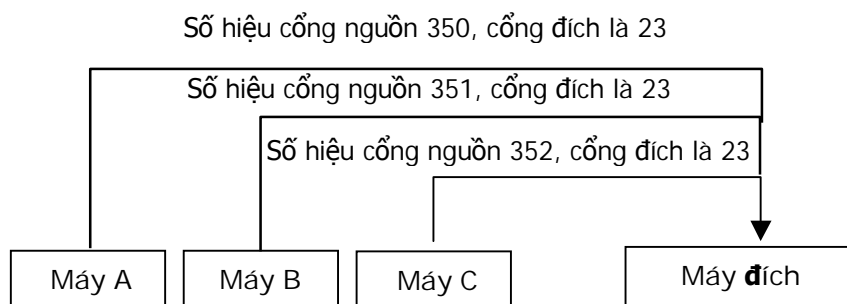 Số hiệu cổng nguồn 350, cổng đích là 23
Số hiệu cổng nguồn 351, cổng đích là 23
Số hiệu cổng nguồn 352, cổng đích là 23
Máy A
Máy B
Máy C
Máy đích